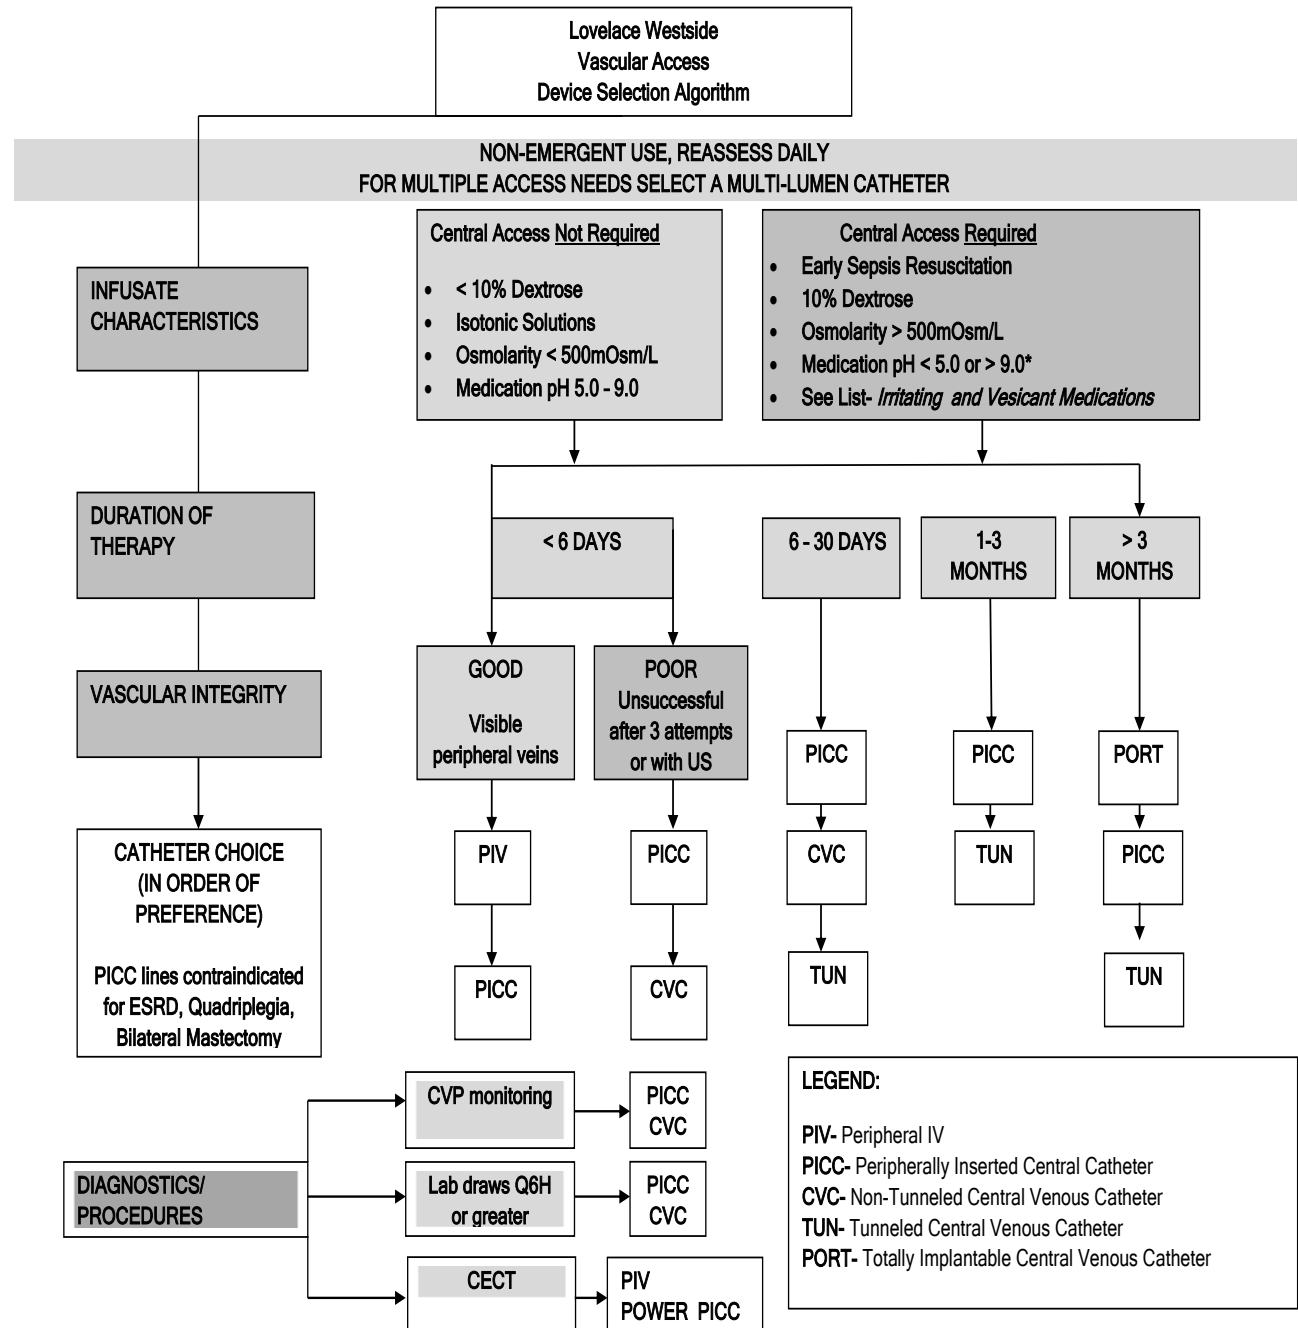 Lovelace Westside
Vascular Access
Device Selection Algorithm
NON-EMERGENT USE, REASSESS DAILY
FOR MULTIPLE ACCESS NEEDS SELECT A MULTI-LUMEN CATHETER
INFUSATE
CHARACTERISTICS
Central Access Not Required
• < 10% Dextrose
• Isotonic Solutions
• Osmolarity < 500mOsm/L
• Medication pH 5.0 - 9.0
Central Access Required
• Early Sepsis Resuscitation
• 10% Dextrose
• Osmolarity > 500mOsm/L
• Medication pH < 5.0 or > 9.0*
• See List- Irritating and Vesicant Medications
DURATION OF
THERAPY
< 6 DAYS
6 - 30 DAYS
1-3
MONTHS
> 3
MONTHS
VASCULAR INTEGRITY
GOOD
Visible
peripheral veins
POOR
Unsuccessful
after 3 attempts
or with US
CATHETER CHOICE
(IN ORDER OF
PREFERENCE)
PICC lines contraindicated
for ESRD, Quadriplegia,
Bilateral Mastectomy
PIV
PICC
PICC
CVC
PICC
CVC
TUN
PICC
TUN
PORT
PICC
TUN
DIAGNOSTICS/
PROCEDURES
CVP monitoring
PICC
CVC
Lab draws Q6H
or greater
PICC
CVC
CECT
PIV
POWER PICC
LEGEND:
PIV- Peripheral IV
PICC- Peripherally Inserted Central Catheter
CVC- Non-Tunneled Central Venous Catheter
TUN- Tunneled Central Venous Catheter
PORT- Totally Implantable Central Venous Catheter